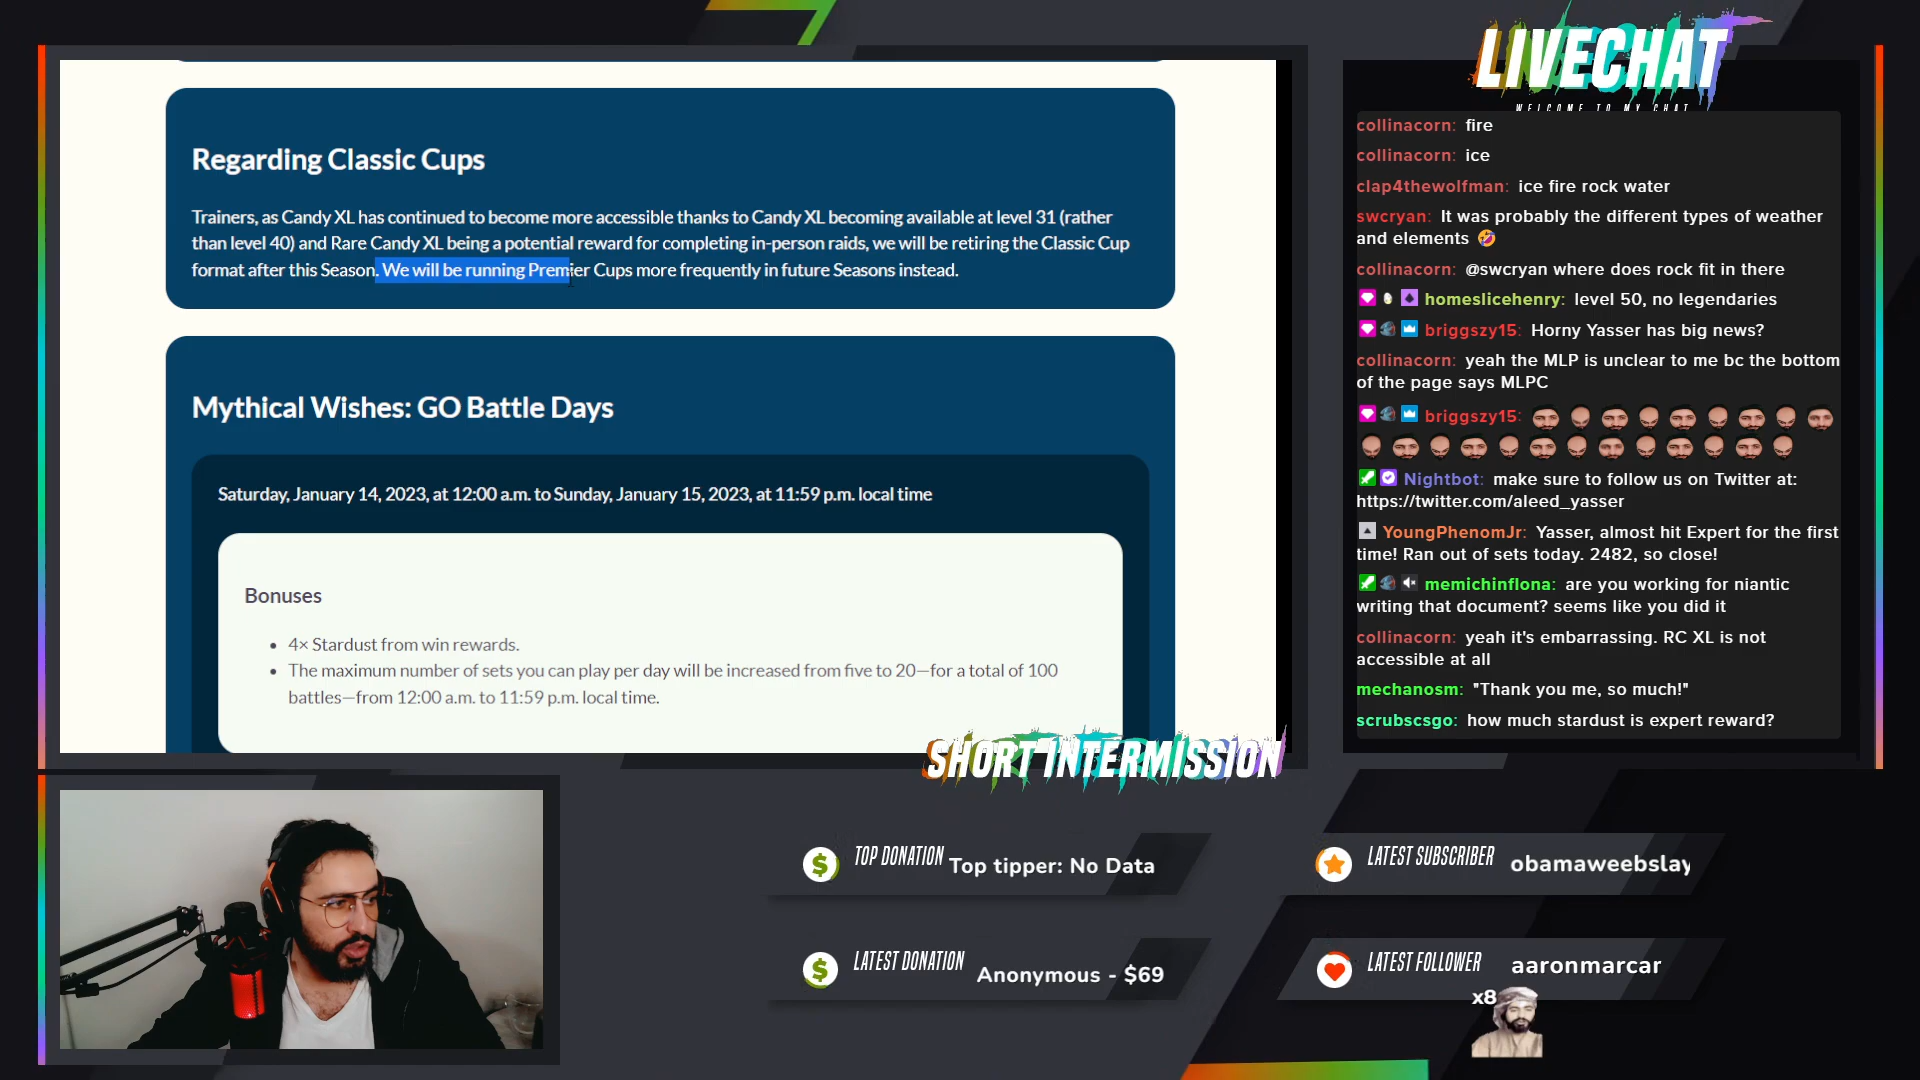 Regarding Classic Cups
Trainers, as Candy XL has continued to become more accessible thanks to Candy XL becoming available at level 31 (rather
than level 40) and Rare Candy XL being a potential reward for completing in-person raids, we will be retiring the Classic Cup
format after this Season. We will be running Premier Cups more frequently in future Seasons instead.
Mythical Wishes: GO Battle Days
Saturday, January 14, 2023, at 12:00 a.m. to Sunday, January 15, 2023, at 11:59 p.m. local time
Bonuses
• 4× Stardust from win rewards.
• The maximum number of sets you can play per day will be increased from five to 20—for a total of 100
battles—from 12:00 a.m. to 11:59 p.m. local time.
SHORT INTERMISSION
LIVECHAT
WELCOME TO MY CHAT
collinacorn: fire
collinacorn: ice
clap4thewolfman: ice fire rock water
swcryan: It was probably the different types of weather
and elements 🤣
collinacorn: @swcryan where does rock fit in there
homeslicehenry: level 50, no legendaries
briggszy15: Horny Yasser has big news?
collinacorn: yeah the MLP is unclear to me bc the bottom
of the page says MLPC
briggszy15:
Nightbot: make sure to follow us on Twitter at:
https://twitter.com/aleed_yasser
YoungPhenomJr: Yasser, almost hit Expert for the first
time! Ran out of sets today. 2482, so close!
memichinflona: are you working for niantic
writing that document? seems like you did it
collinacorn: yeah it's embarrassing. RC XL is not
accessible at all
mechanosm: "Thank you me, so much!"
scrubscsgo: how much stardust is expert reward?
TOP DONATION Top tipper: No Data
LATEST SUBSCRIBER obamaweebslay
LATEST DONATION Anonymous - $69
LATEST FOLLOWER aaronmarcar
x8